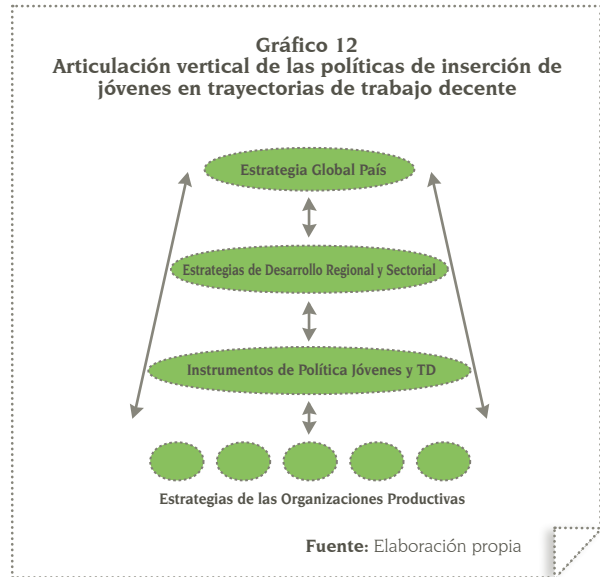 Gráfico 12
Articulación vertical de las políticas de inserción de
jóvenes en trayectorias de trabajo decente
Estrategia Global País
Estrategias de Desarrollo Regional y Sectorial
Instrumentos de Política Jóvenes y TD
Estrategias de las Organizaciones Productivas
Fuente: Elaboración propia